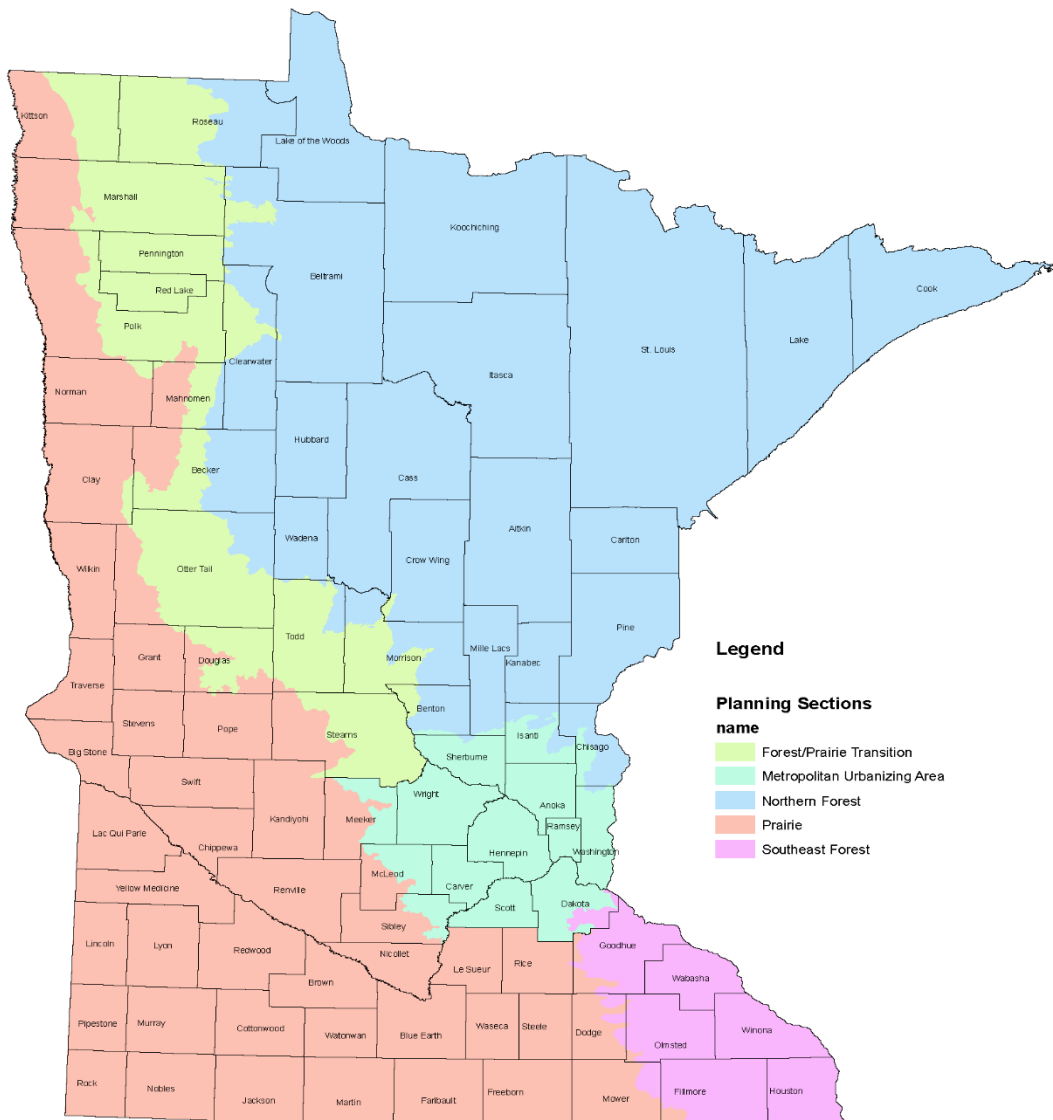 Kittson
Roseau
Lake of the Woods
Marshall
Koochiching
Pennington
Beltrami
Red Lake
Cook
Polk
Lake
St. Louis
Clearwater
Itasca
Norman
Mahnomen
Hubbard
Becker
Clay
Cass
Aitkin
Wadena
Carlton
Crow Wing
Wilkin
Otter Tail
Pine
Todd
Mille Lacs
Legend
Grant
Douglas
Morrison
Kanabec
Traverse
Planning Sections
Benton
name
Stevens
Pope
Stearns
Isanti
Chisago
Big Stone
Sherburne
Forest/Prairie Transition
Metropolitan Urbanizing Area
Swift
Wright
Northern Forest
Anoka
Kandiyohi
Meeker
Ramsey
Prairie
Lac Qui Parle
Chippewa
Hennepin
Washington
Southeast Forest
McLeod
Yellow Medicine
Renville
Carver
Scott
Dakota
Sibley
Lincoln
Lyon
Redwood
Nicollet
Goodhue
Le Sueur
Rice
Wabasha
Brown
Pipestone
Murray
Cottonwood
Watonwan
Blue Earth
Waseca
Steele
Dodge
Winona
Olmsted
Rock
Nobles
Jackson
Martin
Faribault
Freeborn
Mower
Fillmore
Houston